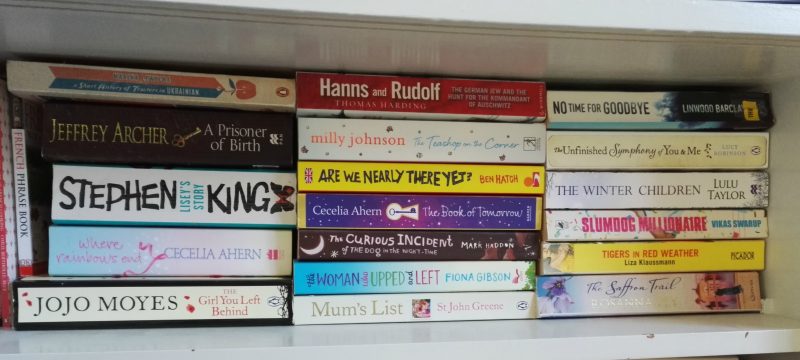 FRENCH PHRASE BOOK
A Short History of Tractors in UKRAINIAN
JEFFREY ARCHER A Prisoner of Birth
STEPHEN LISEY'S STORY KING
where rainbows end CECELIA AHERN
JOJO MOYES The Girl You Left Behind
Hanns and Rudolf THE GERMAN JEW AND THE HUNT FOR THE KOMMANDANT OF AUSCHWITZ
THOMAS HARDING
milly johnson The Teashop on the Corner
ARE WE NEARLY THERE YET? BEN HATCH
Cecelia Ahern The Book of Tomorrow
THE CURIOUS INCIDENT OF THE DOG IN THE NIGHT-TIME MARK HADDON
the WOMAN who UPPED and LEFT FIONA GIBSON
Mum's List St John Greene
NO TIME FOR GOODBYE LINWOOD BARCLAY
The Unfinished Symphony of You & Me LUCY ROBINSON
THE WINTER CHILDREN LULU TAYLOR
SLUMDOG MILLIONAIRE VIKAS SWARUP
TIGERS IN RED WEATHER Liza Klaussmann PICADOR
The Saffron Trail ROSANNA